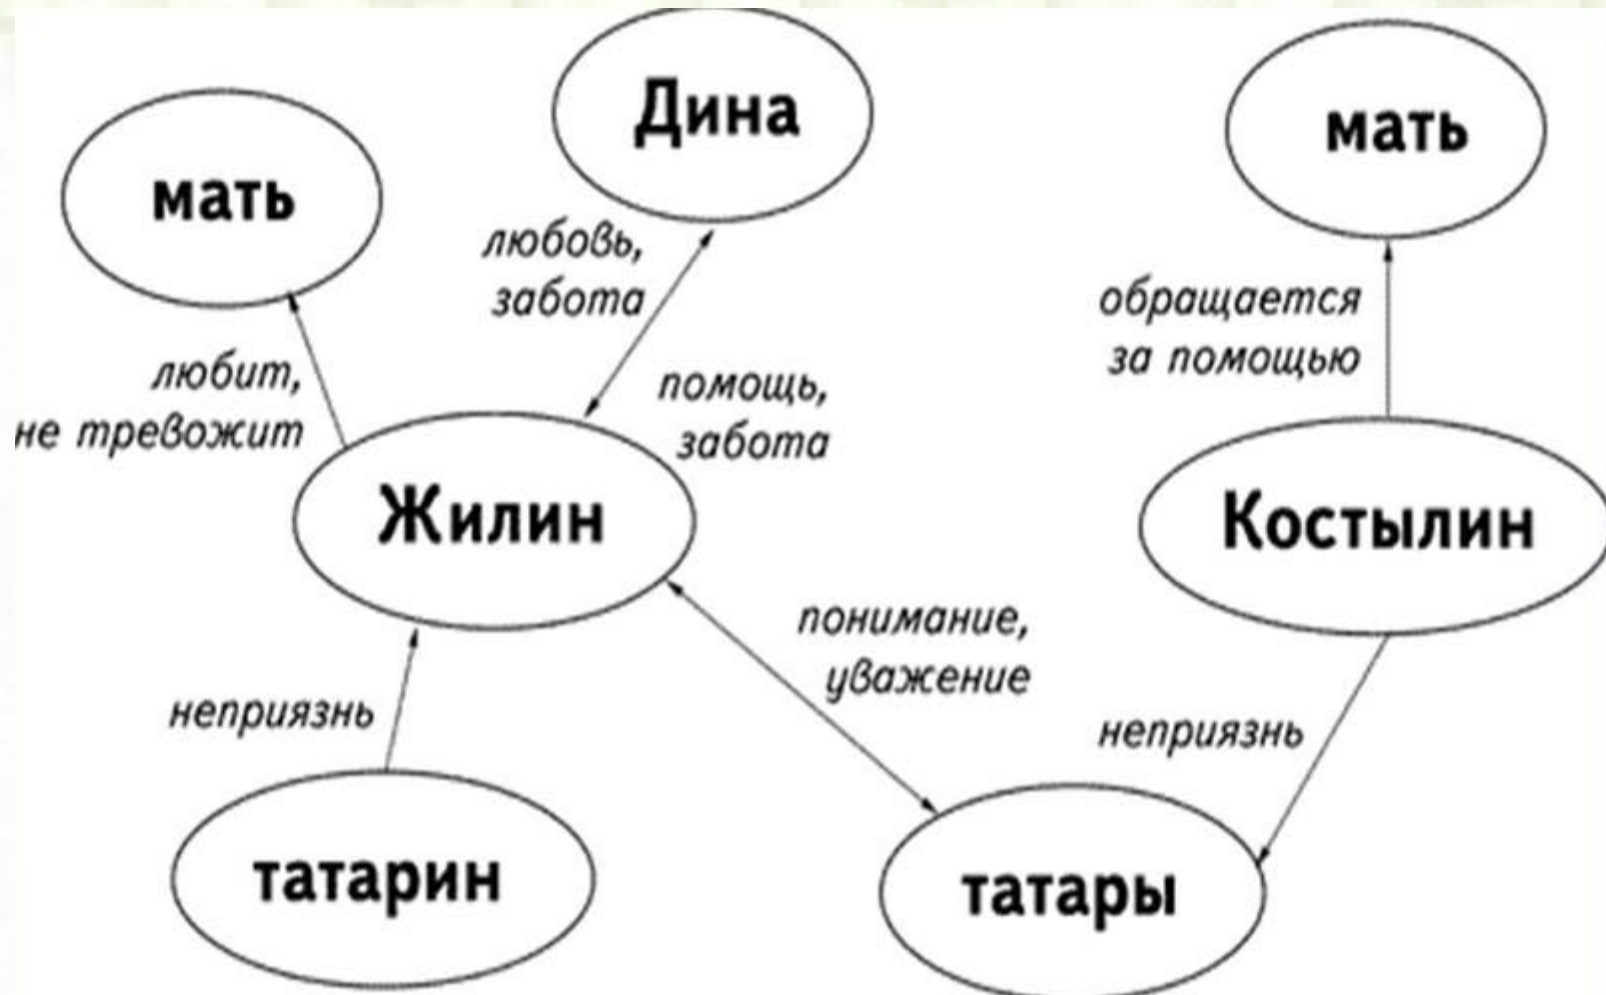 Дина
мать
мать
любовь,
забота
обращается
за помощью
любит,
не тревожит
помощь,
забота
Жилин
Костылин
понимание,
уважение
неприязнь
неприязнь
татарин
татары